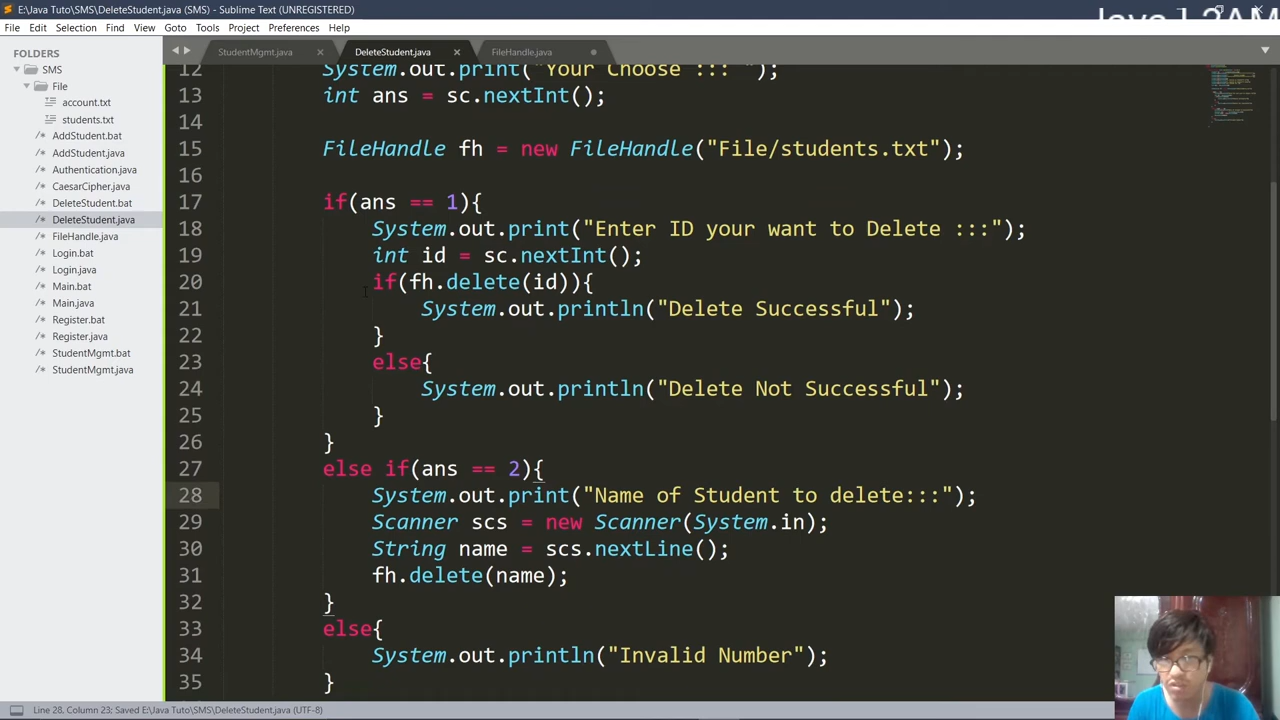 E:\Java Tuto\SMS\DeleteStudent.java (SMS) - Sublime Text (UNREGISTERED)
File Edit Selection Find View Goto Tools Project Preferences Help
FOLDERS
SMS
File
account.txt
students.txt
AddStudent.bat
AddStudent.java
Authentication.java
CaesarCipher.java
DeleteStudent.bat
DeleteStudent.java
FileHandle.java
Login.bat
Login.java
Main.bat
Main.java
Register.bat
Register.java
StudentMgmt.bat
StudentMgmt.java
StudentMgmt.java DeleteStudent.java FileHandle.java
12 System.out.print("Your Choose ::: ");
13 int ans = sc.nextInt();
14
15 FileHandle fh = new FileHandle("File/students.txt");
16
17 if(ans == 1){
18 System.out.print("Enter ID your want to Delete :::");
19 int id = sc.nextInt();
20 if(fh.delete(id)){
21 System.out.println("Delete Successful");
22 }
23 else{
24 System.out.println("Delete Not Successful");
25 }
26 }
27 else if(ans == 2){
28 System.out.print("Name of Student to delete:::");
29 Scanner scs = new Scanner(System.in);
30 String name = scs.nextLine();
31 fh.delete(name);
32 }
33 else{
34 System.out.println("Invalid Number");
35 }
Line 28, Column 23; Saved E:\Java Tuto\SMS\DeleteStudent.java (UTF-8)